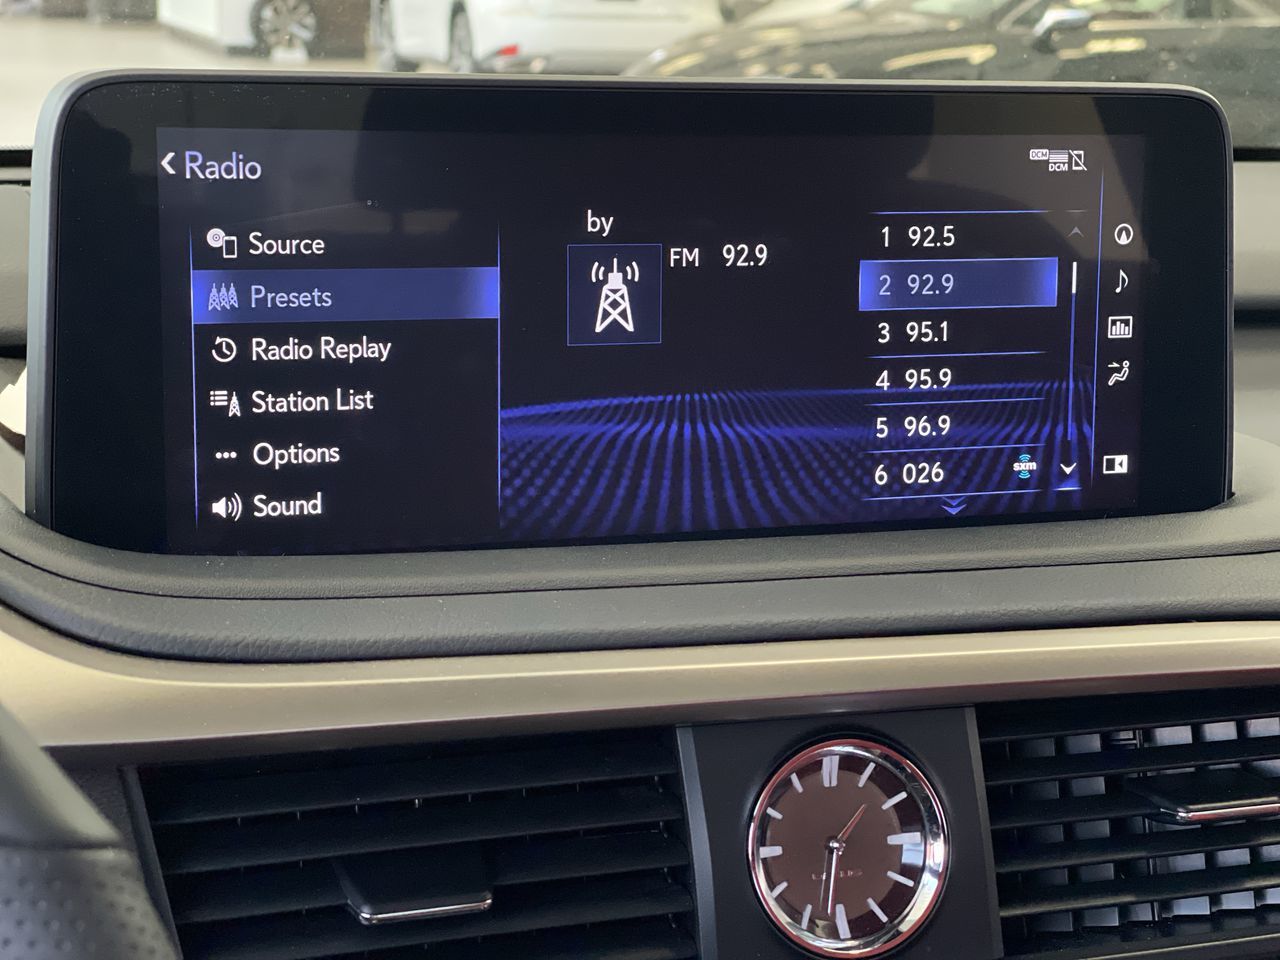 Radio
DCM
DCM
Source
Presets
Radio Replay
Station List
Options
Sound
by
FM 92.9
1 92.5
2 92.9
3 95.1
4 95.9
5 96.9
6 026 sxm
LEXUS